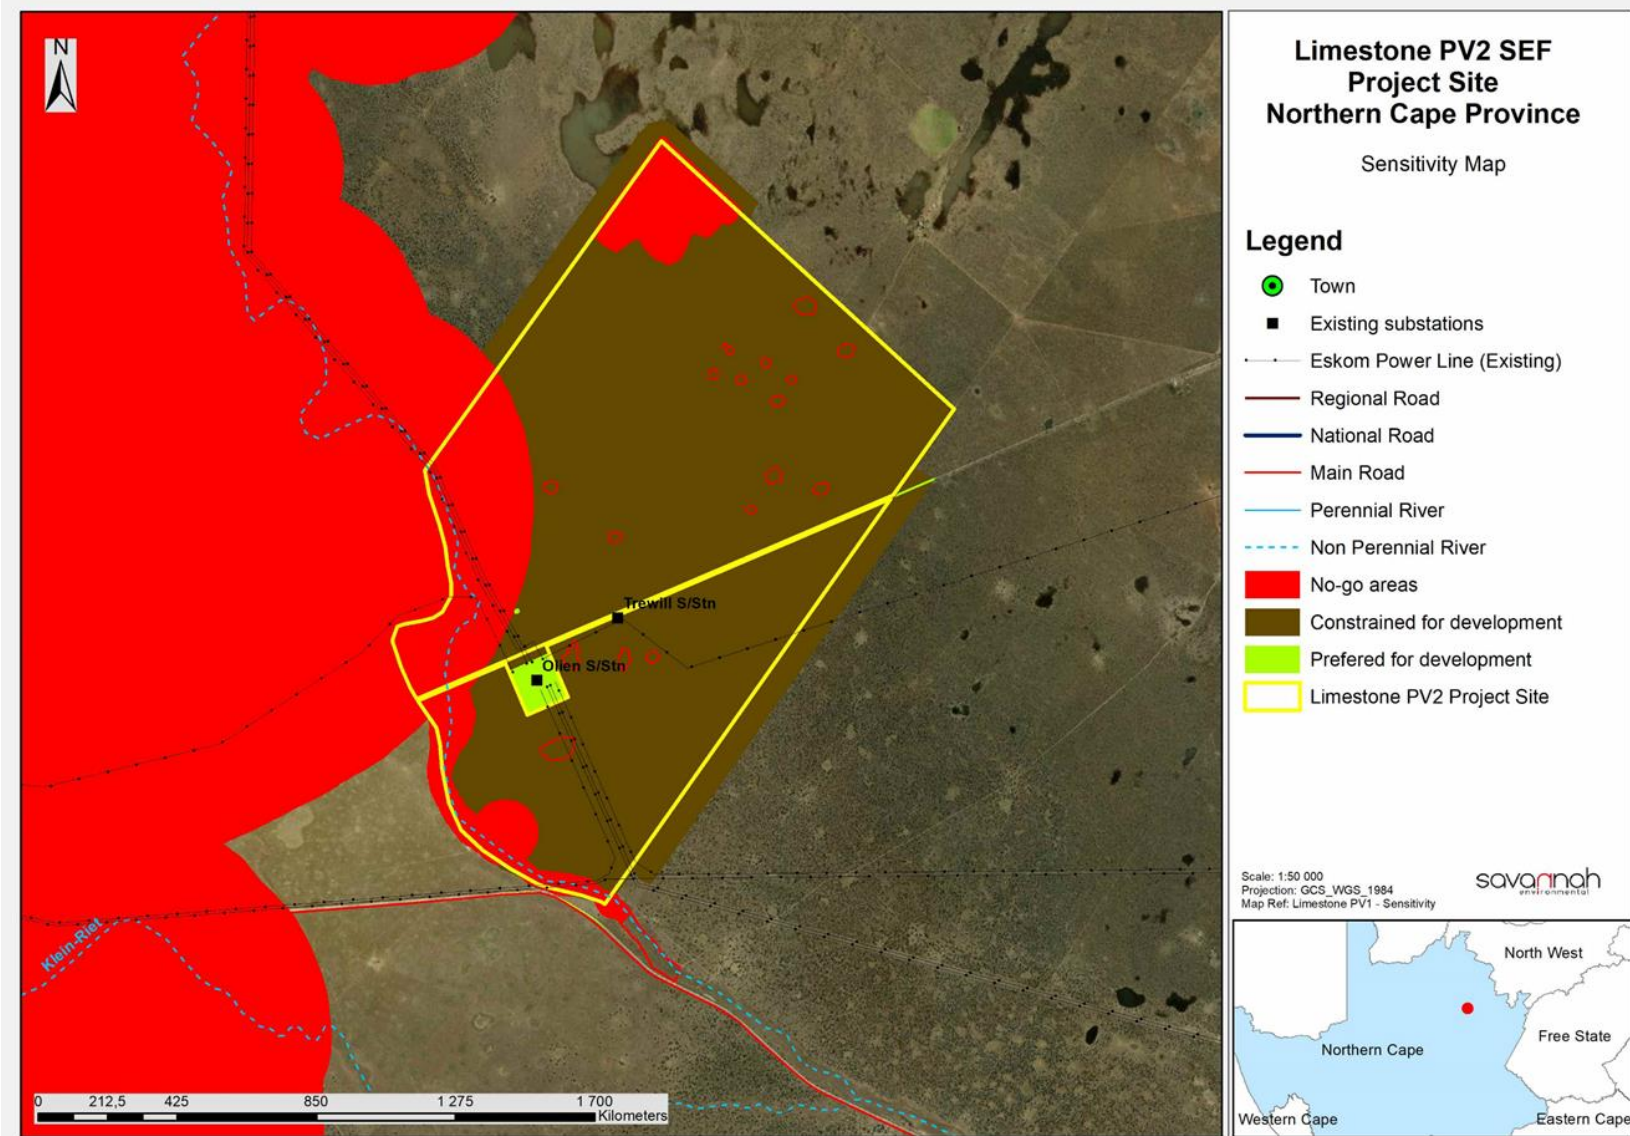 Limestone PV2 SEF
Project Site
Northern Cape Province
Sensitivity Map
Legend
Town
Existing substations
Eskom Power Line (Existing)
Regional Road
National Road
Main Road
Perennial River
Non Perennial River
No-go areas
Constrained for development
Prefered for development
Limestone PV2 Project Site
Scale: 1:50 000
Projection: GCS_WGS_1984
Map Ref: Limestone PV1 - Sensitivity
savannah
environmental
N
Trewill S/Stn
Olien S/Stn
Klein-Riet
0 212,5 425 850 1 275 1 700
Kilometers
North West
Free State
Northern Cape
Western Cape
Eastern Cape